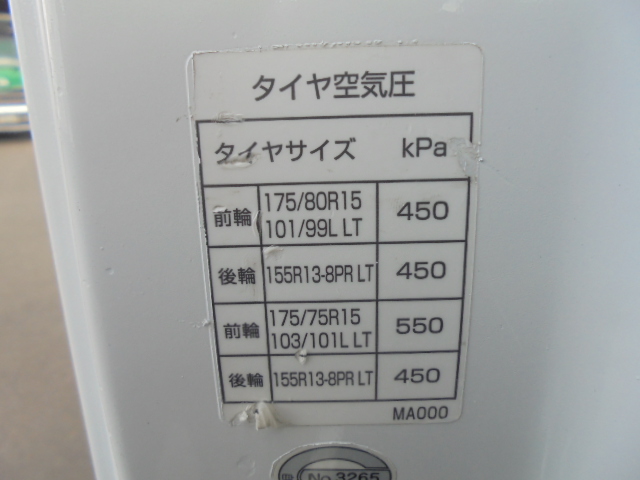 タイヤ空気圧
タイヤサイズ kPa
前輪 175/80R15 101/99L LT 450
後輪 155R13-8PR LT 450
前輪 175/75R15 103/101L LT 550
後輪 155R13-8PR LT 450
MA000
No.3265